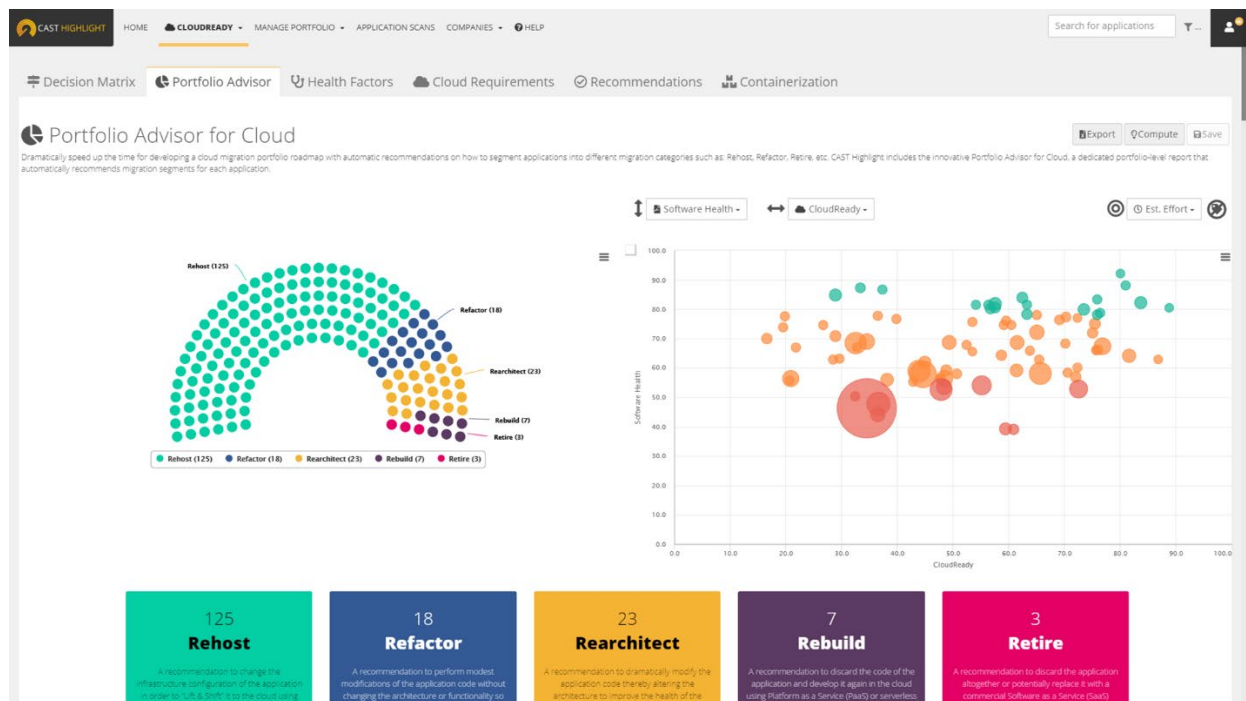 CAST HIGHLIGHT
HOME CLOUDREADY MANAGE PORTFOLIO APPLICATION SCANS COMPANIES HELP
Search for applications
Decision Matrix Portfolio Advisor Health Factors Cloud Requirements Recommendations Containerization
Portfolio Advisor for Cloud
Export Compute Save
Dramatically speed up the time for developing a cloud migration portfolio roadmap with automatic recommendations on how to segment applications into different migration categories such as: Rehost, Refactor, Retire, etc. CAST Highlight includes the innovative Portfolio Advisor for Cloud, a dedicated portfolio-level report that
automatically recommends migration segments for each application.
Software Health CloudReady Est. Effort
Rehost (125)
Refactor (18)
Rearchitect (23)
Rebuild (7)
Retire (3)
Rehost (125) Refactor (18) Rearchitect (23) Rebuild (7) Retire (3)
100.0
90.0
80.0
70.0
60.0
50.0
40.0
30.0
20.0
10.0
0.0
Software Health
0.0 10.0 20.0 30.0 40.0 50.0 60.0 70.0 80.0 90.0 100.0
CloudReady
125
Rehost
A recommendation to change the
infrastructure configuration of the application
in order to "Lift & Shift" it to the cloud using
18
Refactor
A recommendation to perform modest
modifications of the application code without
changing the architecture or functionality so
23
Rearchitect
A recommendation to dramatically modify the
application code thereby altering the
architecture to improve the health of the
7
Rebuild
A recommendation to discard the code of the
application and develop it again in the cloud
using Platform as a Service (PaaS) or serverless
3
Retire
A recommendation to discard the application
altogether or potentially replace it with a
commercial Software as a Service (SaaS)